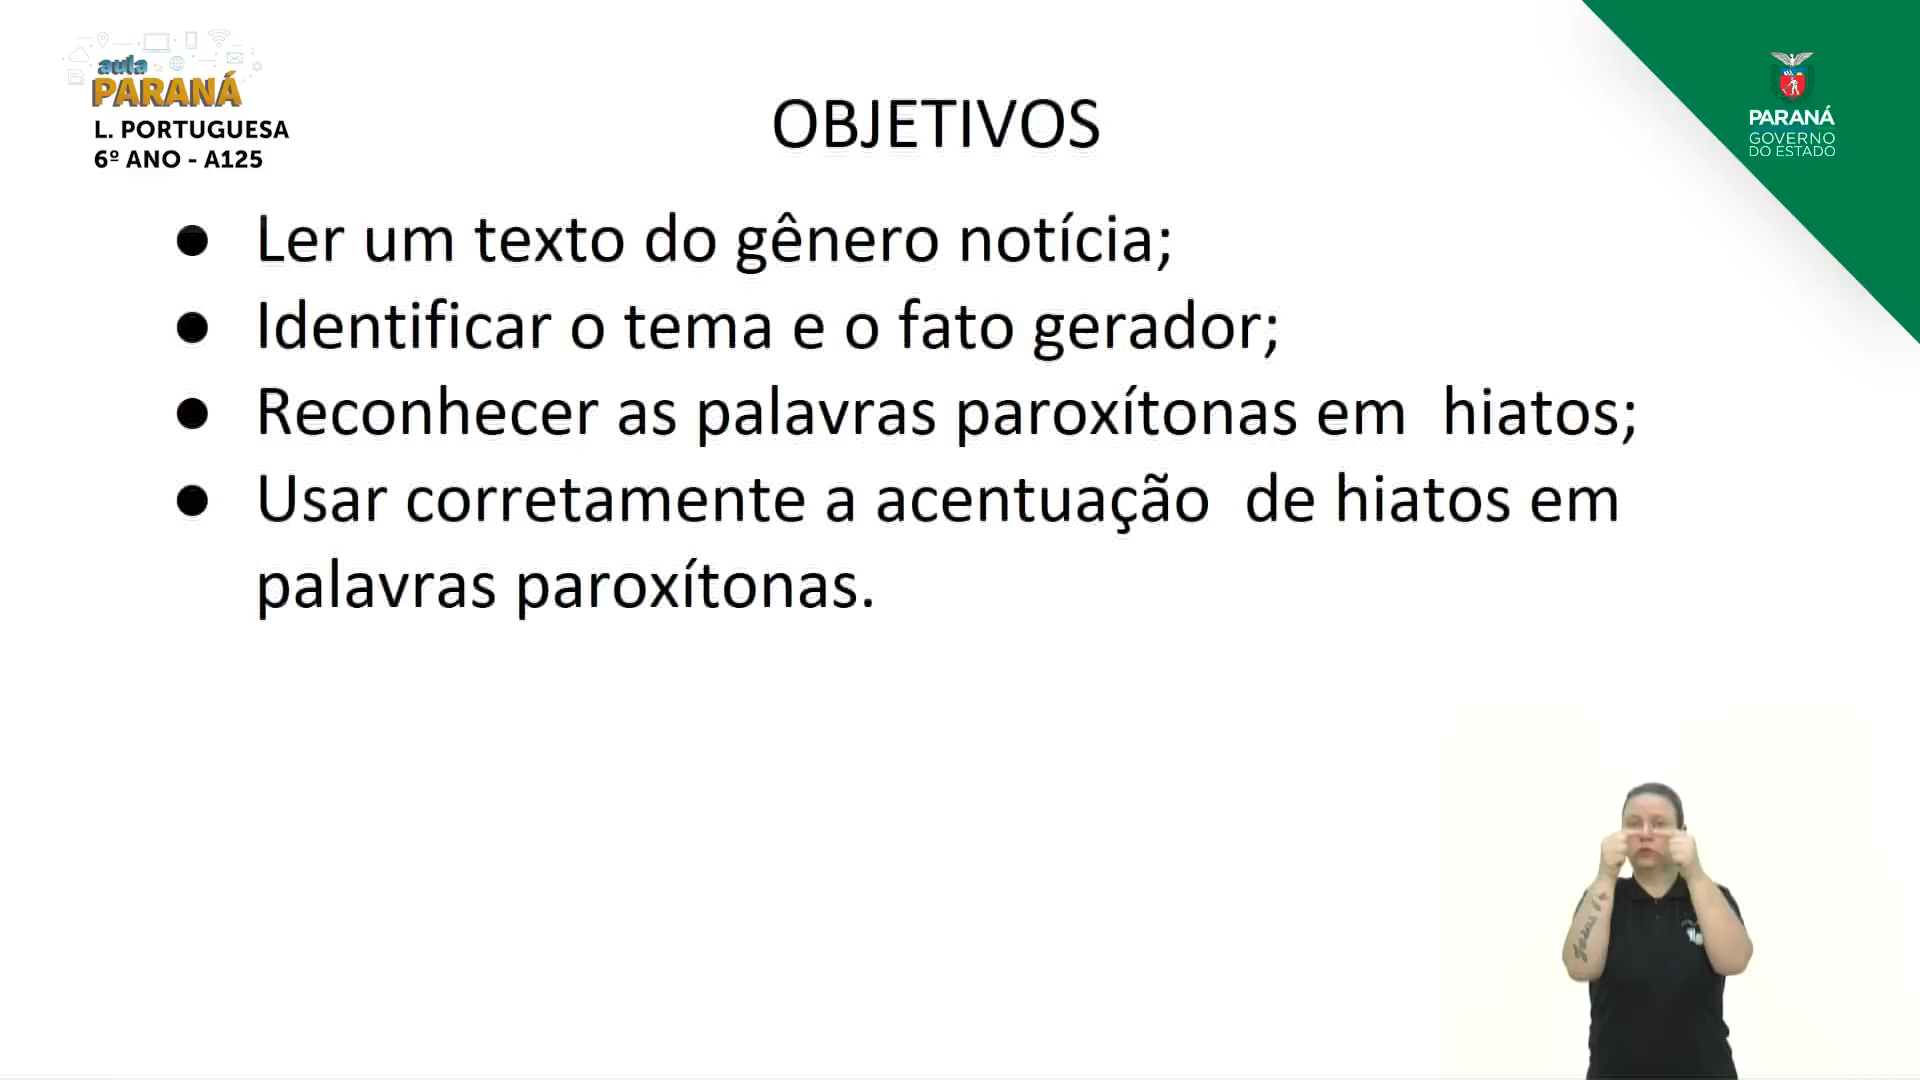 aula
PARANÁ
L. PORTUGUESA
6º ANO - A125
OBJETIVOS
PARANÁ
GOVERNO
DO ESTADO
● Ler um texto do gênero notícia;
● Identificar o tema e o fato gerador;
● Reconhecer as palavras paroxítonas em  hiatos;
● Usar corretamente a acentuação  de hiatos em
palavras paroxítonas.
Jesus